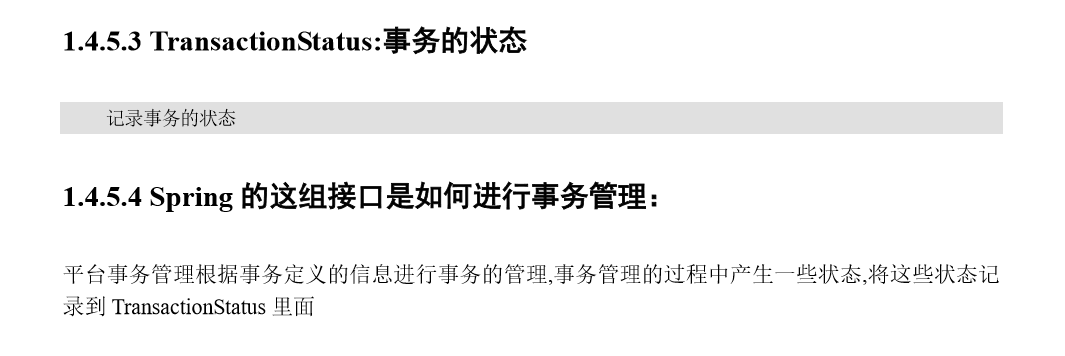 1.4.5.3 TransactionStatus:事务的状态
记录事务的状态
1.4.5.4 Spring 的这组接口是如何进行事务管理：
平台事务管理根据事务定义的信息进行事务的管理,事务管理的过程中产生一些状态,将这些状态记
录到 TransactionStatus 里面